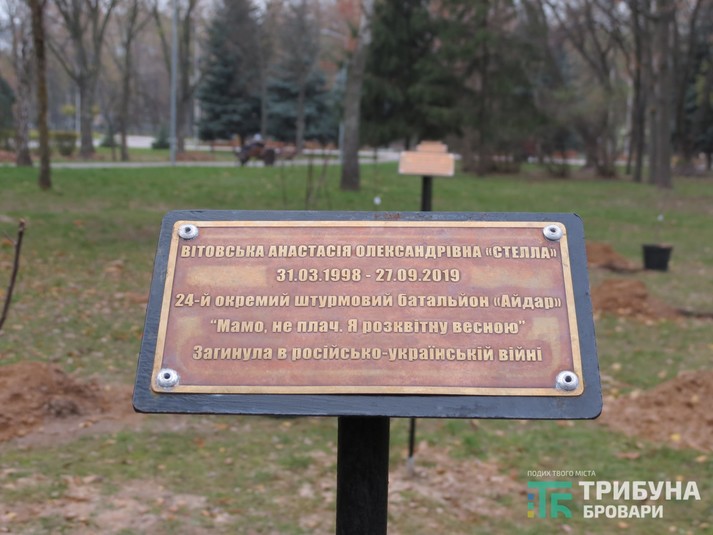 ВІТОВСЬКА АНАСТАСІЯ ОЛЕКСАНДРІВНА «СТЕЛЛА»
31.03.1998 - 27.09.2019
24-й окремий штурмовий батальйон «Айдар»
"Мамо, не плач. Я розквітну весною"
Загинула в російсько-українській війні
ПОДИХ ТВОГО МІСТА
ТРИБУНА
БРОВАРИ